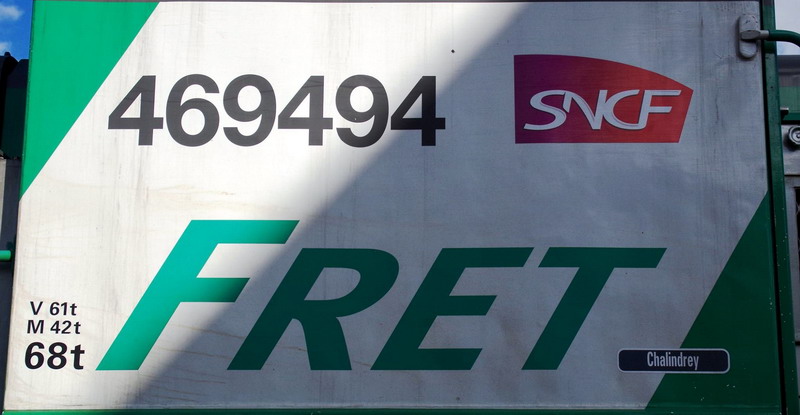 469494
SNCF
FRET
V 61t
M 42t
68t
Chalindrey